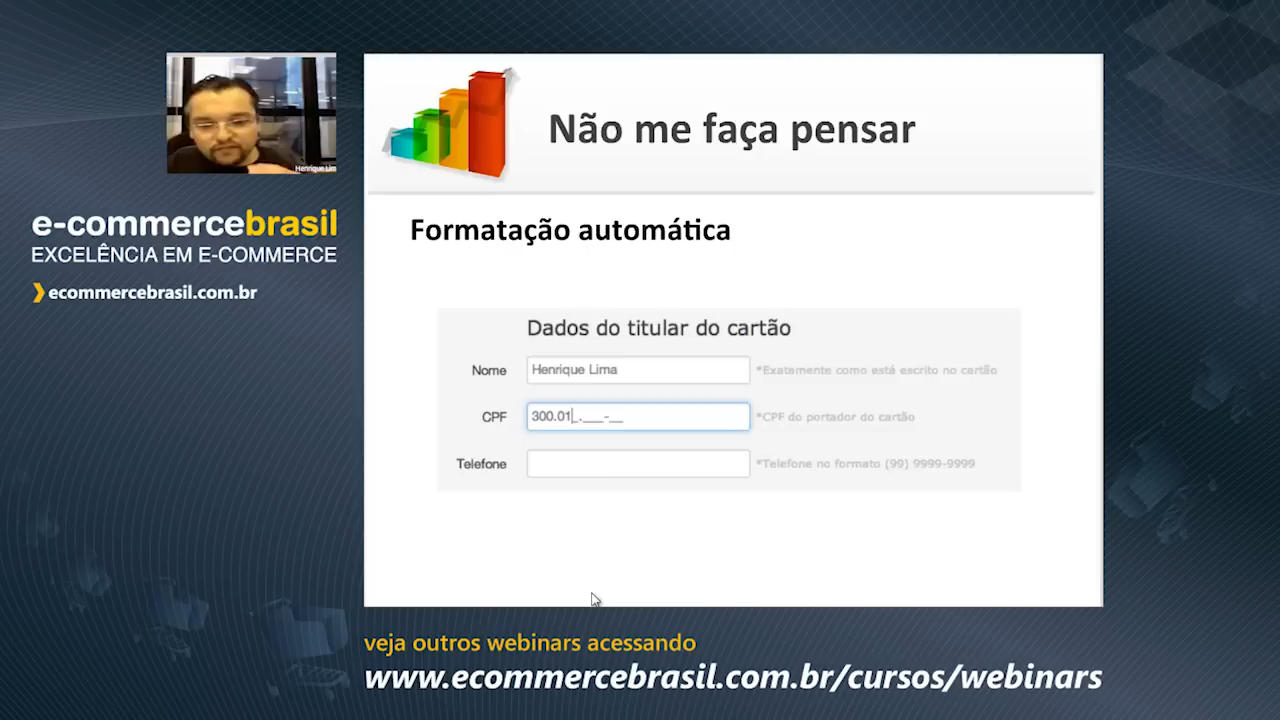 Henrique Lim
e-commercebrasil
EXCELÊNCIA EM E-COMMERCE
ecommercebrasil.com.br
Não me faça pensar
Formatação automática
Dados do titular do cartão
Nome Henrique Lima *Exatamente como está escrito no cartão
CPF 300.01_.___-__ *CPF do portador do cartão
Telefone *Telefone no formato (99) 9999-9999
veja outros webinars acessando
www.ecommercebrasil.com.br/cursos/webinars